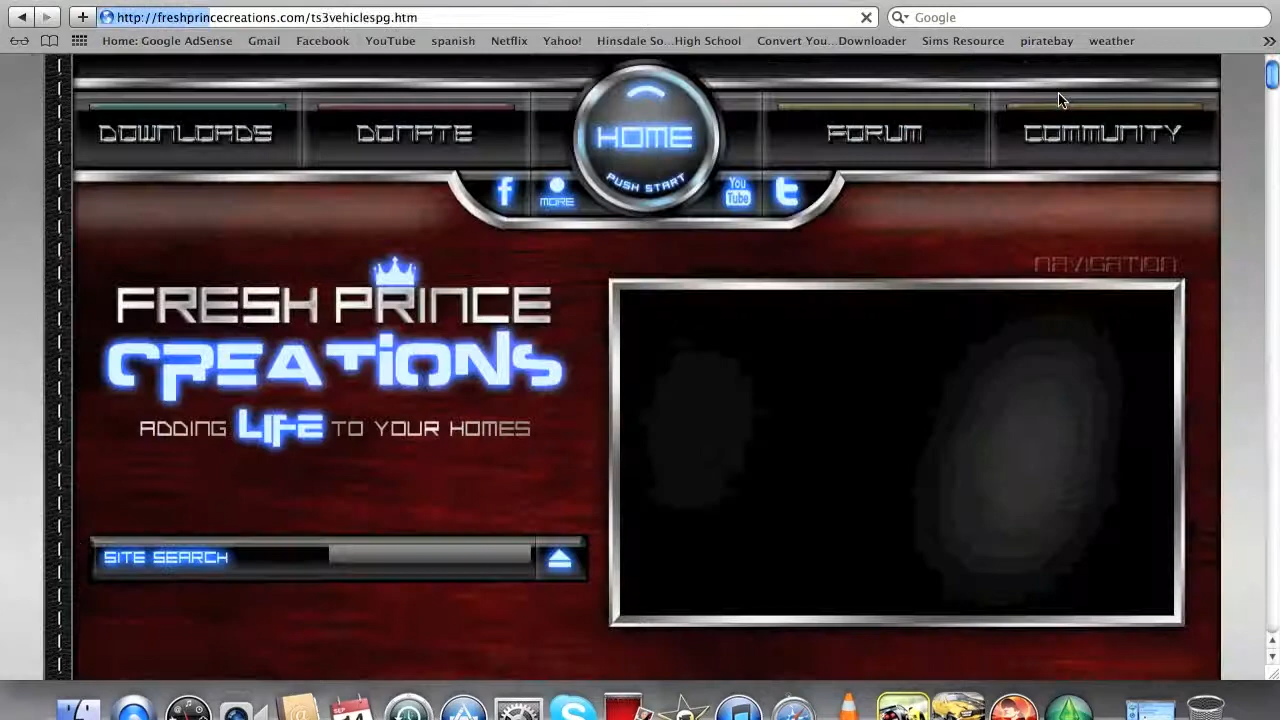 http://freshprincecreations.com/ts3vehiclespg.htm
Google
Home: Google AdSense Gmail Facebook YouTube spanish Netflix Yahoo! Hinsdale So...High School Convert You...Downloader Sims Resource piratebay weather
DOWNLOADS DONATE HOME FORUM COMMUNITY
PUSH START
f MORE You Tube t
NAVIGATION
FRESH PRINCE
CREATIONS
ADDING LIFE TO YOUR HOMES
SITE SEARCH
SEP